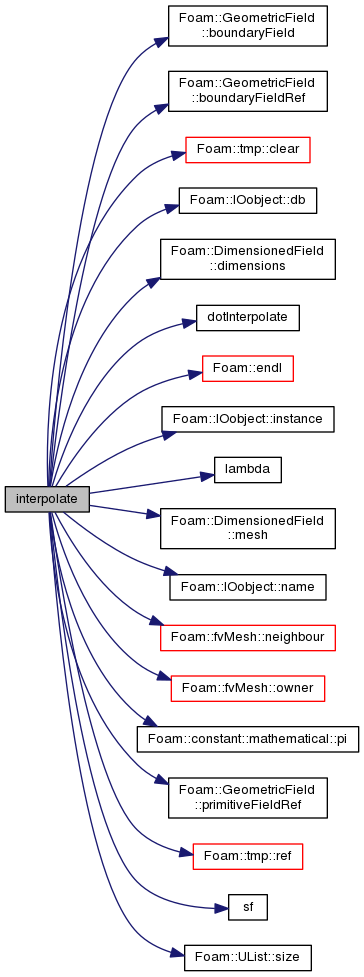 Foam::GeometricField
::boundaryField
Foam::GeometricField
::boundaryFieldRef
Foam::tmp::clear
Foam::IOobject::db
Foam::DimensionedField
::dimensions
dotInterpolate
Foam::endl
Foam::IOobject::instance
lambda
interpolate
Foam::DimensionedField
::mesh
Foam::IOobject::name
Foam::fvMesh::neighbour
Foam::fvMesh::owner
Foam::constant::mathematical::pi
Foam::GeometricField
::primitiveFieldRef
Foam::tmp::ref
sf
Foam::UList::size